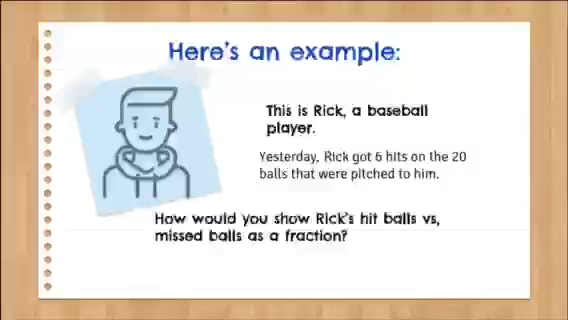 Here's an example:
This is Rick, a baseball
player.
Yesterday, Rick got 6 hits on the 20
balls that were pitched to him.
How would you show Rick's hit balls vs,
missed balls as a fraction?